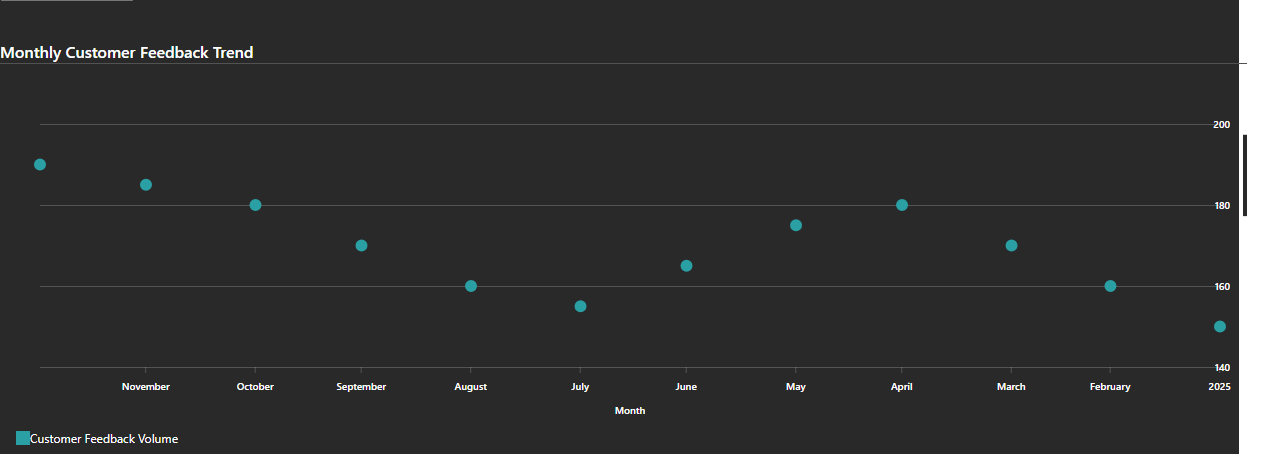 Monthly Customer Feedback Trend
200
180
160
140
November October September August July June May April March February 2025
Month
Customer Feedback Volume